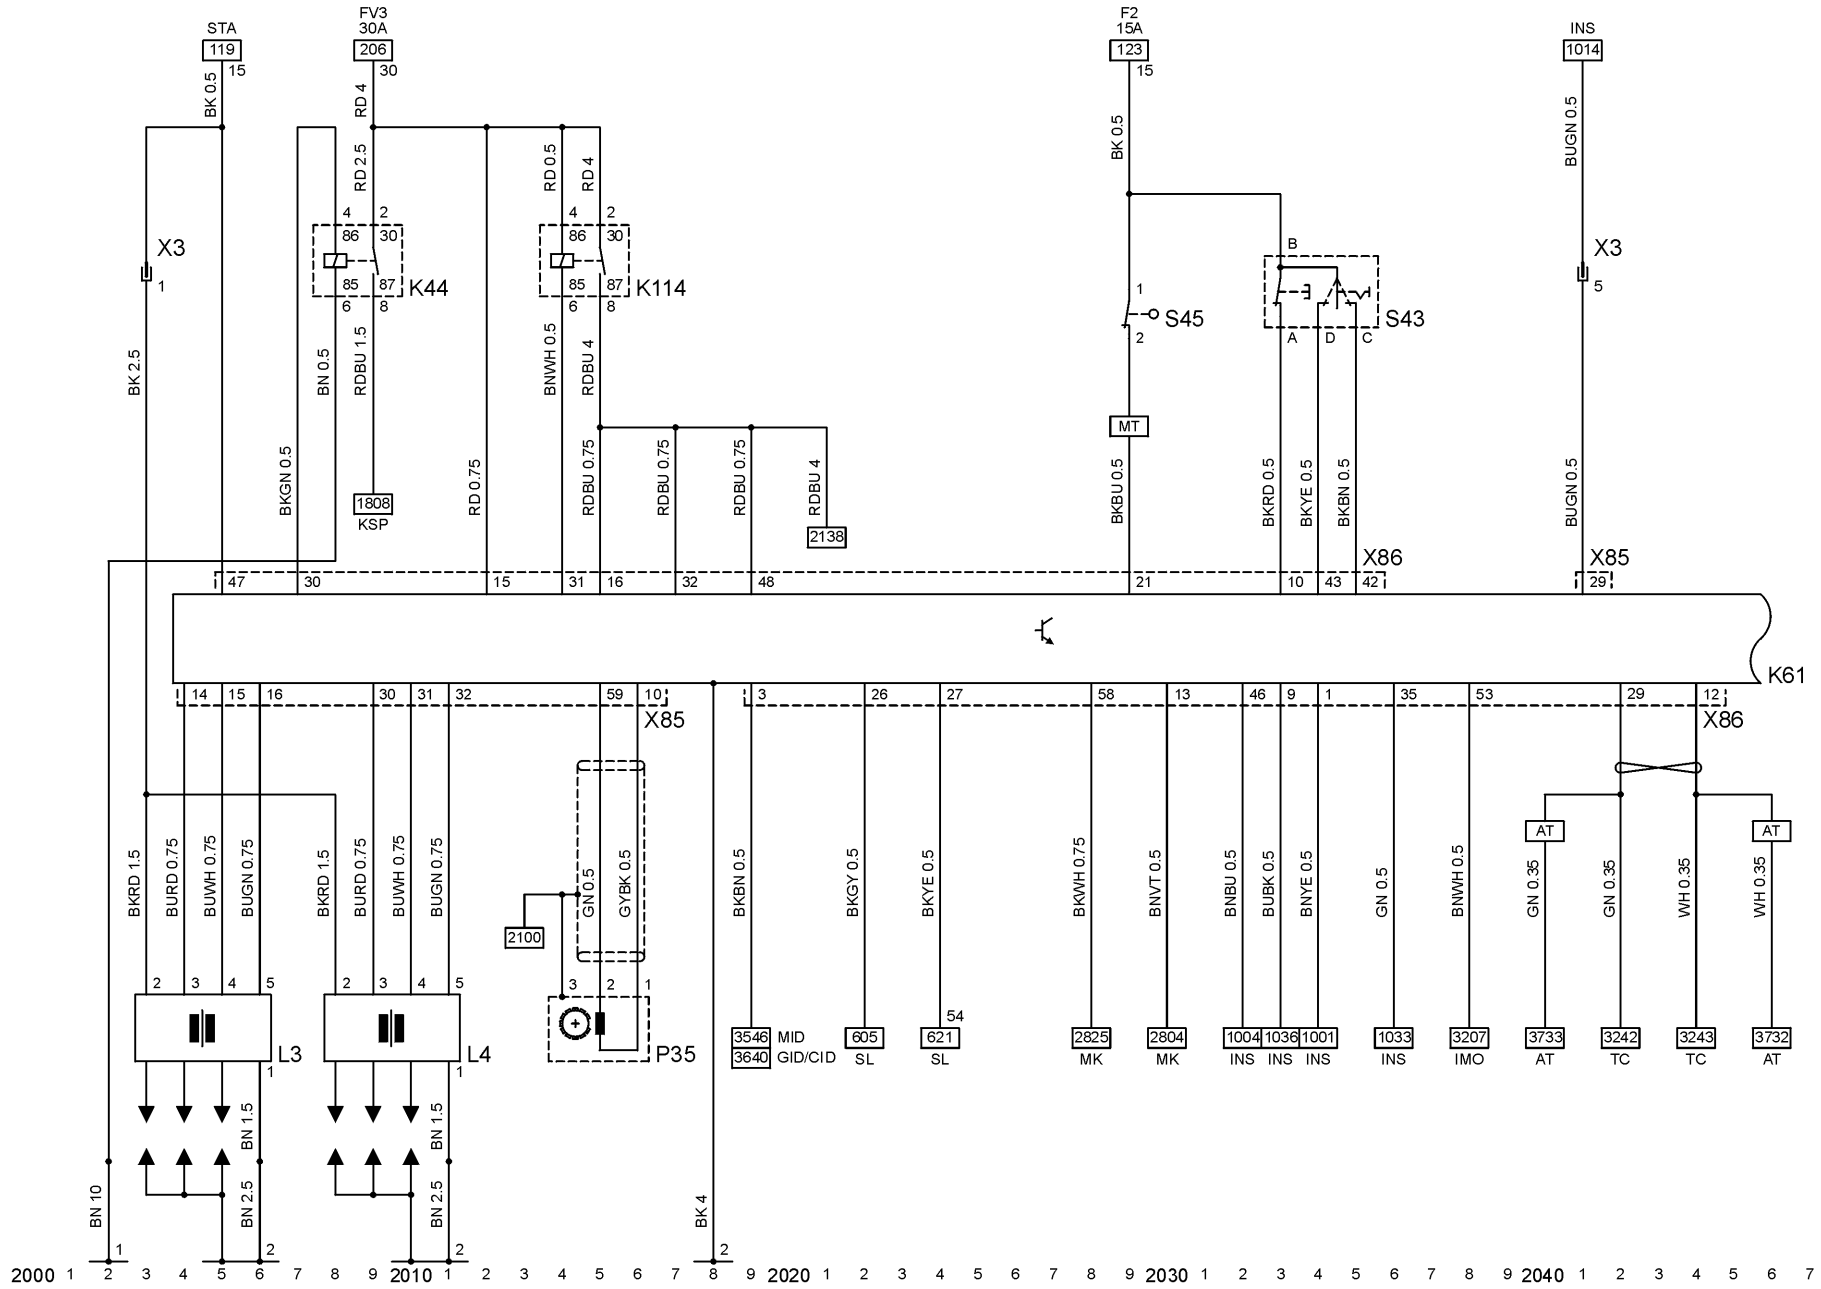 STA
FV3
30A
F2
15A
INS
119
206
123
1014
15
30
15
BK 0.5
RD 4
BK 0.5
BUGN 0.5
RD 2.5
RD 0.5
RD 4
4
2
4
2
86
30
86
30
B
X3
X3
1
5
85
87
85
87
K44
K114
6
8
6
8
1
S45
2
S43
A
D
C
BK 2.5
BN 0.5
RDBU 1.5
BNWH 0.5
RDBU 4
MT
BKGN 0.5
RD 0.75
RDBU 0.75
RDBU 0.75
RDBU 0.75
RDBU 4
BKBU 0.5
BKRD 0.5
BKYE 0.5
BKBN 0.5
BUGN 0.5
1808
KSP
2138
X86
X85
47
30
15
31
16
32
48
21
10
43
42
29
K61
14
15
16
30
31
32
59
10
3
26
27
58
13
46
9
1
35
53
29
12
X85
X86
AT
AT
BKRD 1.5
BURD 0.75
BUWH 0.75
BUGN 0.75
BKRD 1.5
BURD 0.75
BUWH 0.75
BUGN 0.75
GN 0.5
GYBK 0.5
BKBN 0.5
BKGY 0.5
BKYE 0.5
BKWH 0.75
BNVT 0.5
BNBU 0.5
BUBK 0.5
BNYE 0.5
GN 0.5
BNWH 0.5
GN 0.35
GN 0.35
WH 0.35
WH 0.35
2100
2
3
4
5
2
3
4
5
3
2
1
54
3546 MID
3640 GID/CID
605
621
2825
2804
1004
1036
1001
1033
3207
3733
3242
3243
3732
L3
L4
P35
SL
SL
MK
MK
INS
INS
INS
INS
IMO
AT
TC
TC
AT
1
1
BN 1.5
BN 1.5
BN 10
BN 2.5
BN 2.5
BK 4
1
2
2
2
2000 1 2 3 4 5 6 7 8 9 2010 1 2 3 4 5 6 7 8 9 2020 1 2 3 4 5 6 7 8 9 2030 1 2 3 4 5 6 7 8 9 2040 1 2 3 4 5 6 7